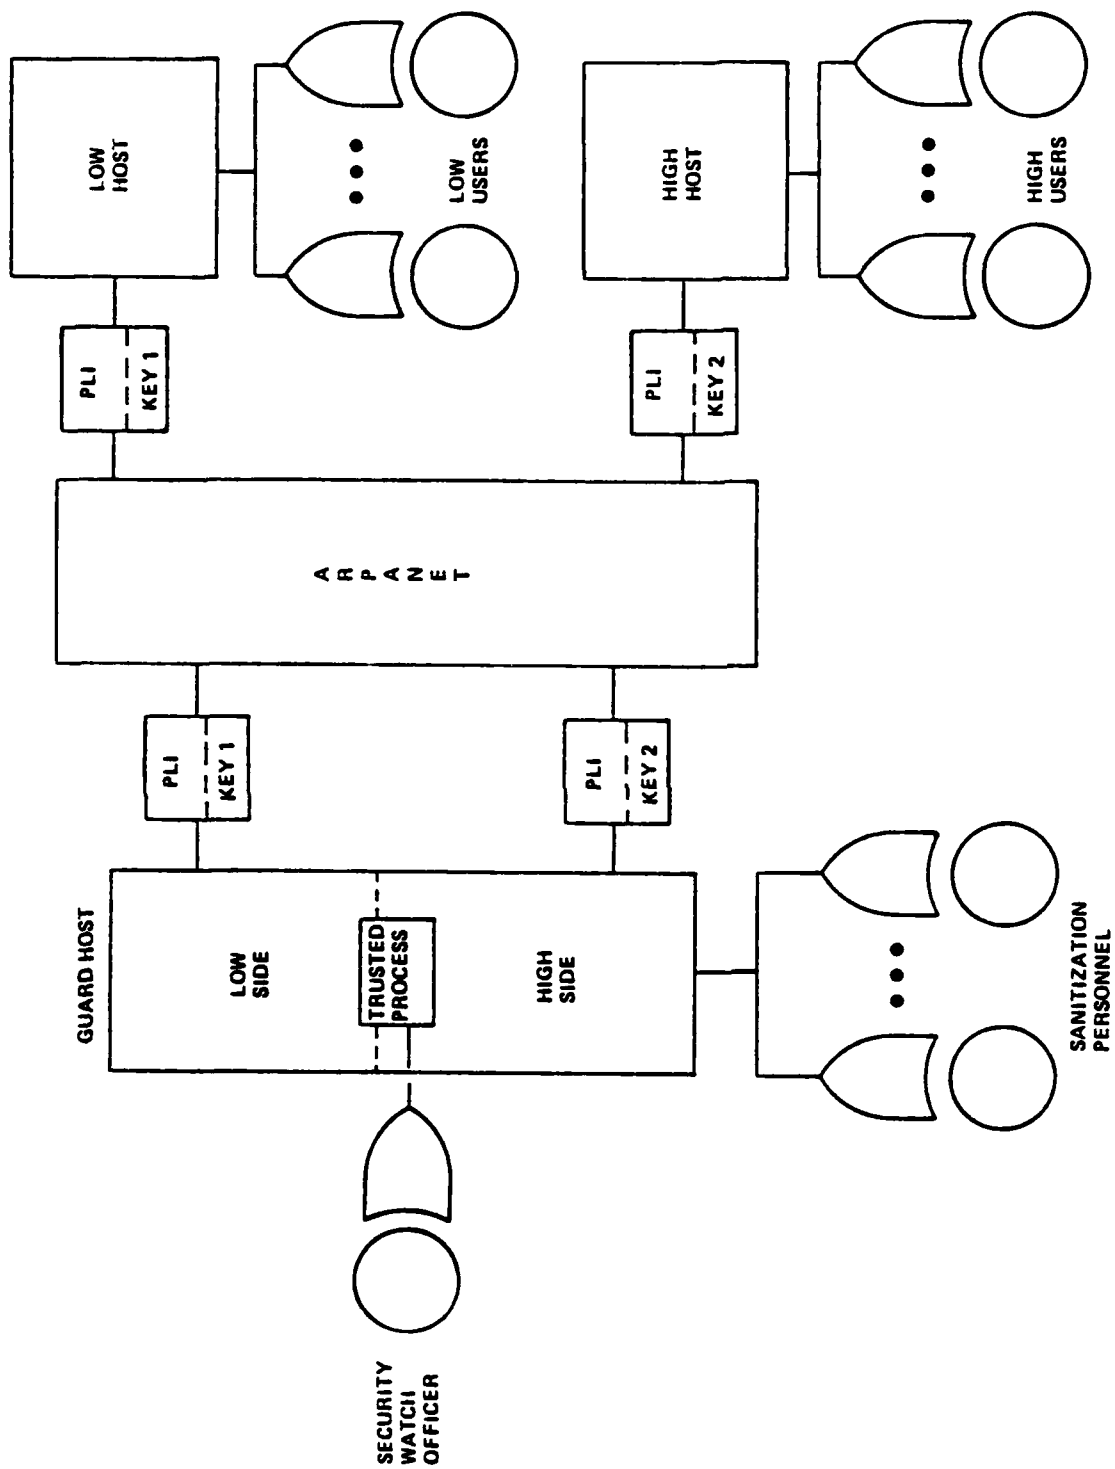 GUARD HOST
LOW
SIDE
TRUSTED
PROCESS
HIGH
SIDE
SECURITY
WATCH
OFFICER
SANITIZATION
PERSONNEL
PLI
KEY 1
PLI
KEY 2
A
R
P
A
N
E
T
PLI
KEY 1
PLI
KEY 2
LOW
HOST
LOW
USERS
HIGH
HOST
HIGH
USERS